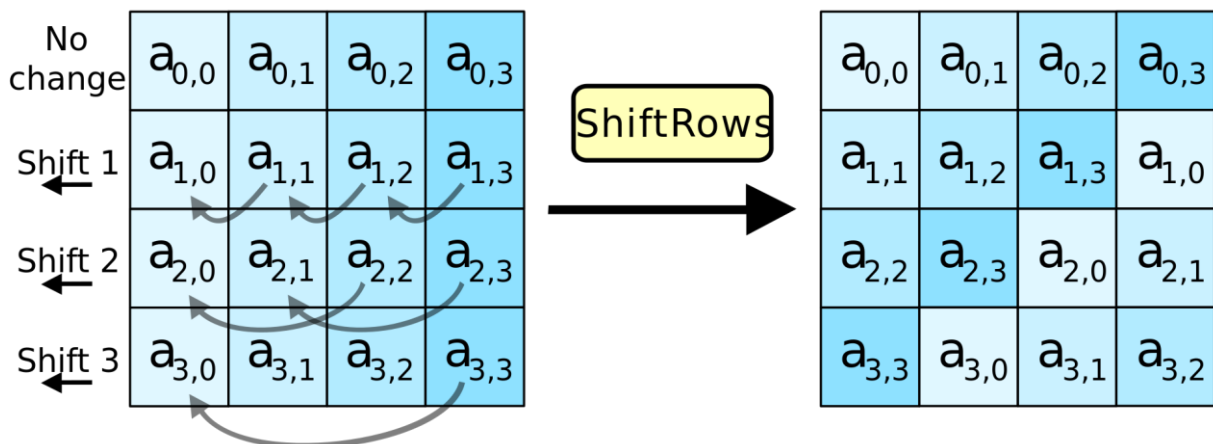 No
change
a0,0 a0,1 a0,2 a0,3
Shift 1
a1,0 a1,1 a1,2 a1,3
Shift 2
a2,0 a2,1 a2,2 a2,3
Shift 3
a3,0 a3,1 a3,2 a3,3
ShiftRows
a0,0 a0,1 a0,2 a0,3
a1,1 a1,2 a1,3 a1,0
a2,2 a2,3 a2,0 a2,1
a3,3 a3,0 a3,1 a3,2